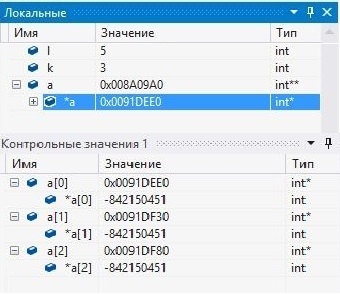 Локальные
Имя Значение Тип
l 5 int
k 3 int
a 0x008A09A0 int**
*a 0x0091DEE0 int*
Контрольные значения 1
Имя Значение Тип
a[0] 0x0091DEE0 int*
*a[0] -842150451 int
a[1] 0x0091DF30 int*
*a[1] -842150451 int
a[2] 0x0091DF80 int*
*a[2] -842150451 int